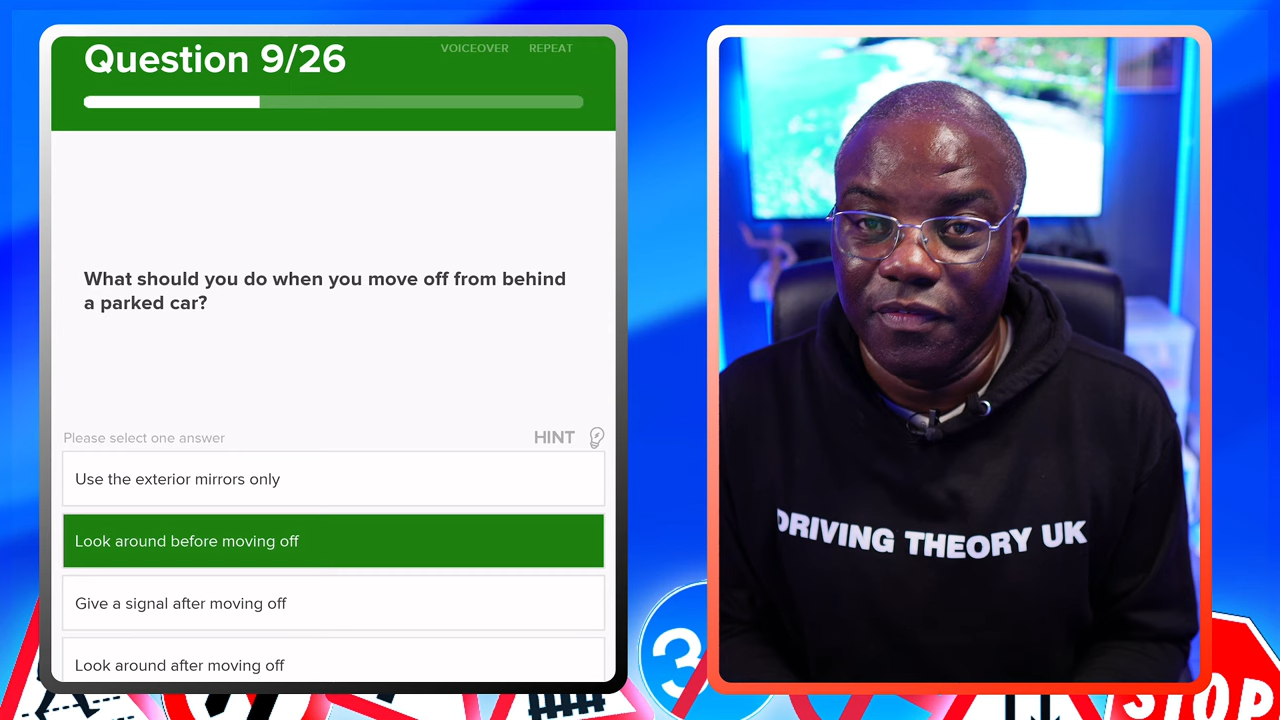 Question 9/26
VOICEOVER REPEAT
What should you do when you move off from behind
a parked car?
Please select one answer
HINT
Use the exterior mirrors only
Look around before moving off
Give a signal after moving off
Look around after moving off
DRIVING THEORY UK
3
STOP